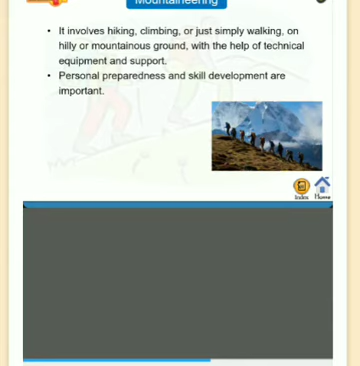 Mountaineering
• It involves hiking, climbing, or just simply walking, on
hilly or mountainous ground, with the help of technical
equipment and support.
• Personal preparedness and skill development are
important.
Index Home